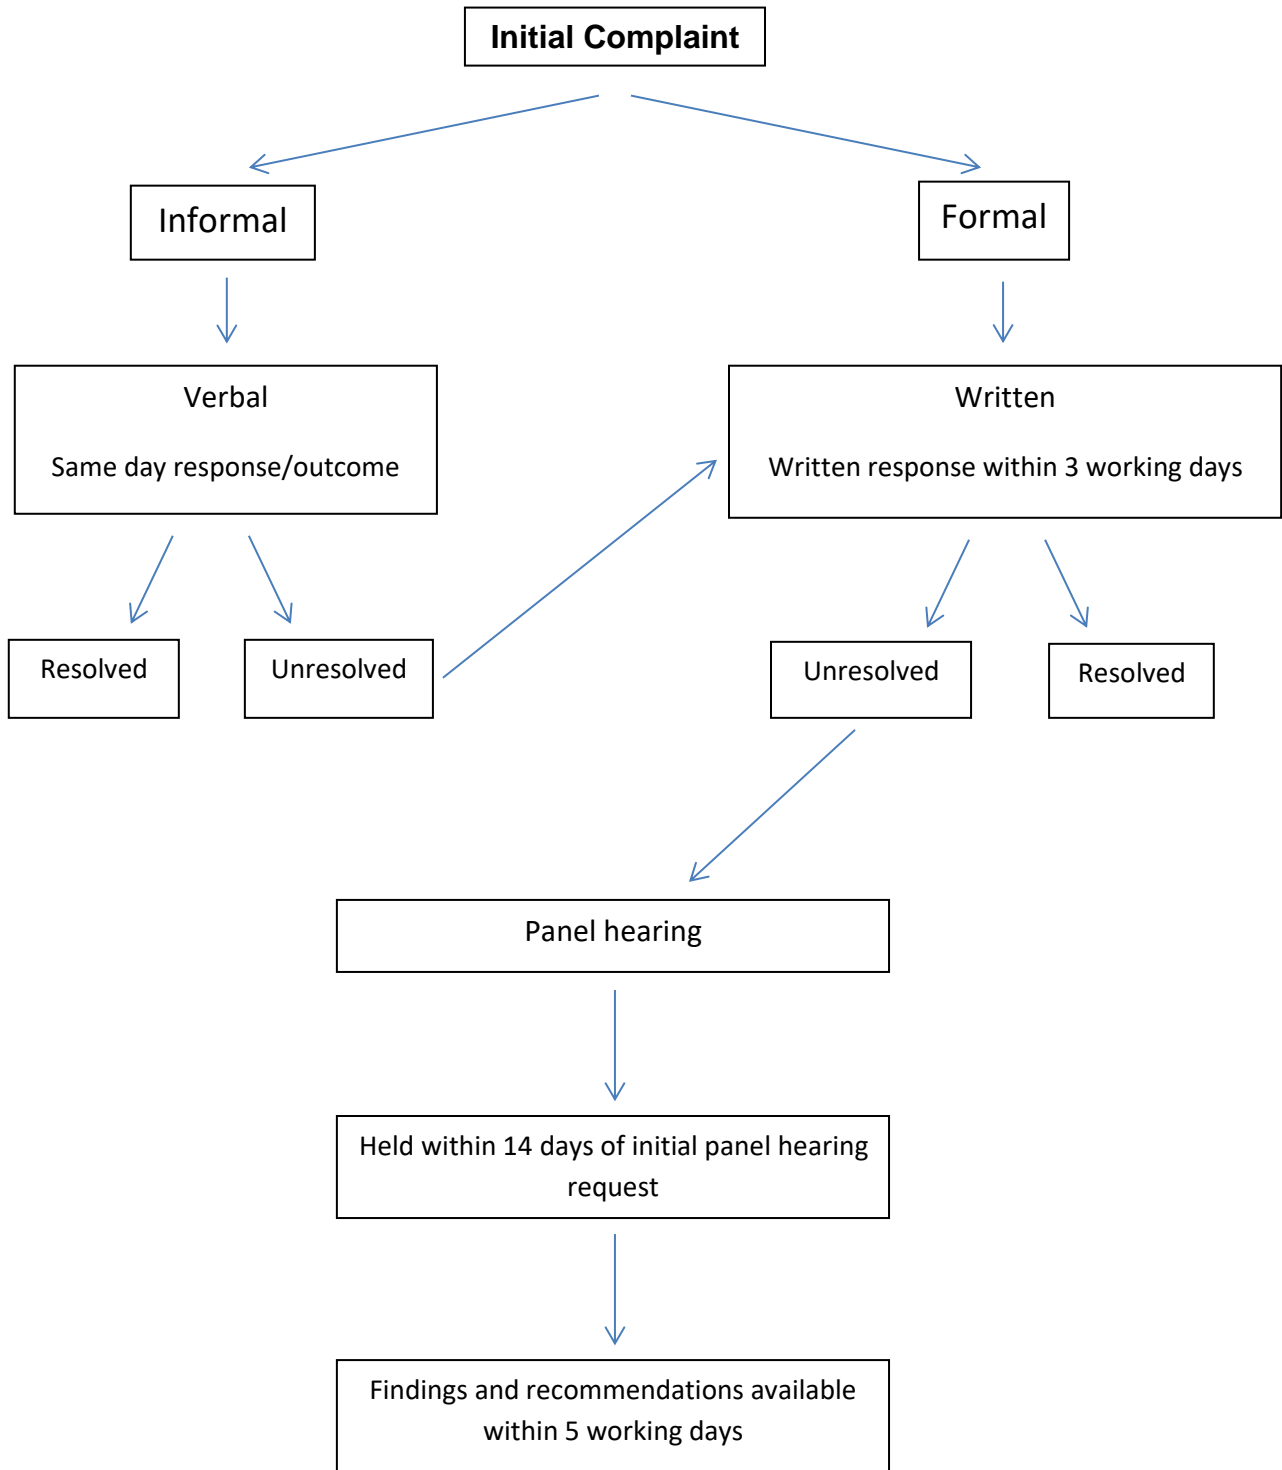 Initial Complaint
Informal
Formal
Verbal
Same day response/outcome
Written
Written response within 3 working days
Resolved
Unresolved
Unresolved
Resolved
Panel hearing
Held within 14 days of initial panel hearing
request
Findings and recommendations available
within 5 working days